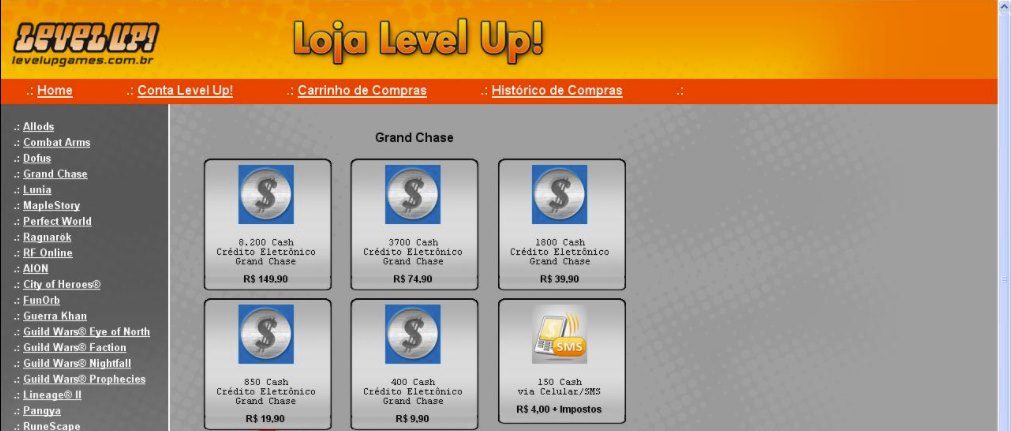 LEVEL UP!
levelupgames.com.br
Loja Level Up!
.: Home .: Conta Level Up! .: Carrinho de Compras .: Histórico de Compras .:
.: Allods
.: Combat Arms
.: Dofus
.: Grand Chase
.: Lunia
.: MapleStory
.: Perfect World
.: Ragnarök
.: RF Online
.: AION
.: City of Heroes®
.: FunOrb
.: Guerra Khan
.: Guild Wars® Eye of North
.: Guild Wars® Faction
.: Guild Wars® Nightfall
.: Guild Wars® Prophecies
.: Lineage® II
.: Pangya
.: RuneScape
Grand Chase
8.200 Cash
Crédito Eletrônico
Grand Chase
R$ 149,90
3700 Cash
Crédito Eletrônico
Grand Chase
R$ 74,90
1800 Cash
Crédito Eletrônico
Grand Chase
R$ 39,90
850 Cash
Crédito Eletrônico
Grand Chase
R$ 19,90
400 Cash
Crédito Eletrônico
Grand Chase
R$ 9,90
SMS
150 Cash
via Celular/SMS
R$ 4,00 + Impostos